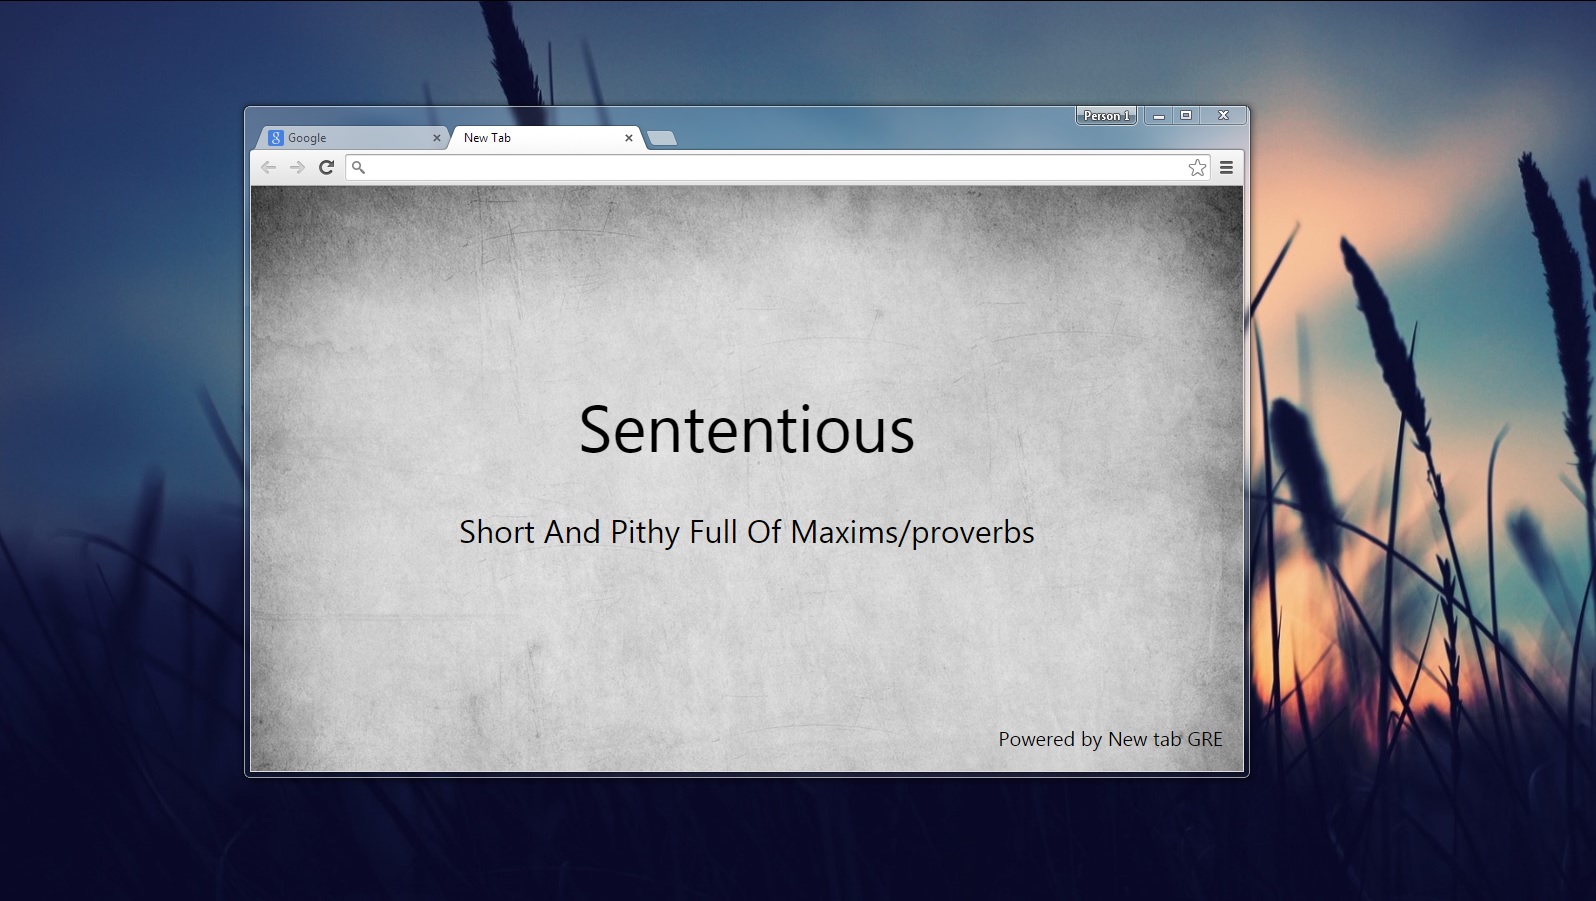 Person 1
Google
New Tab
Sententious
Short And Pithy Full Of Maxims/proverbs
Powered by New tab GRE